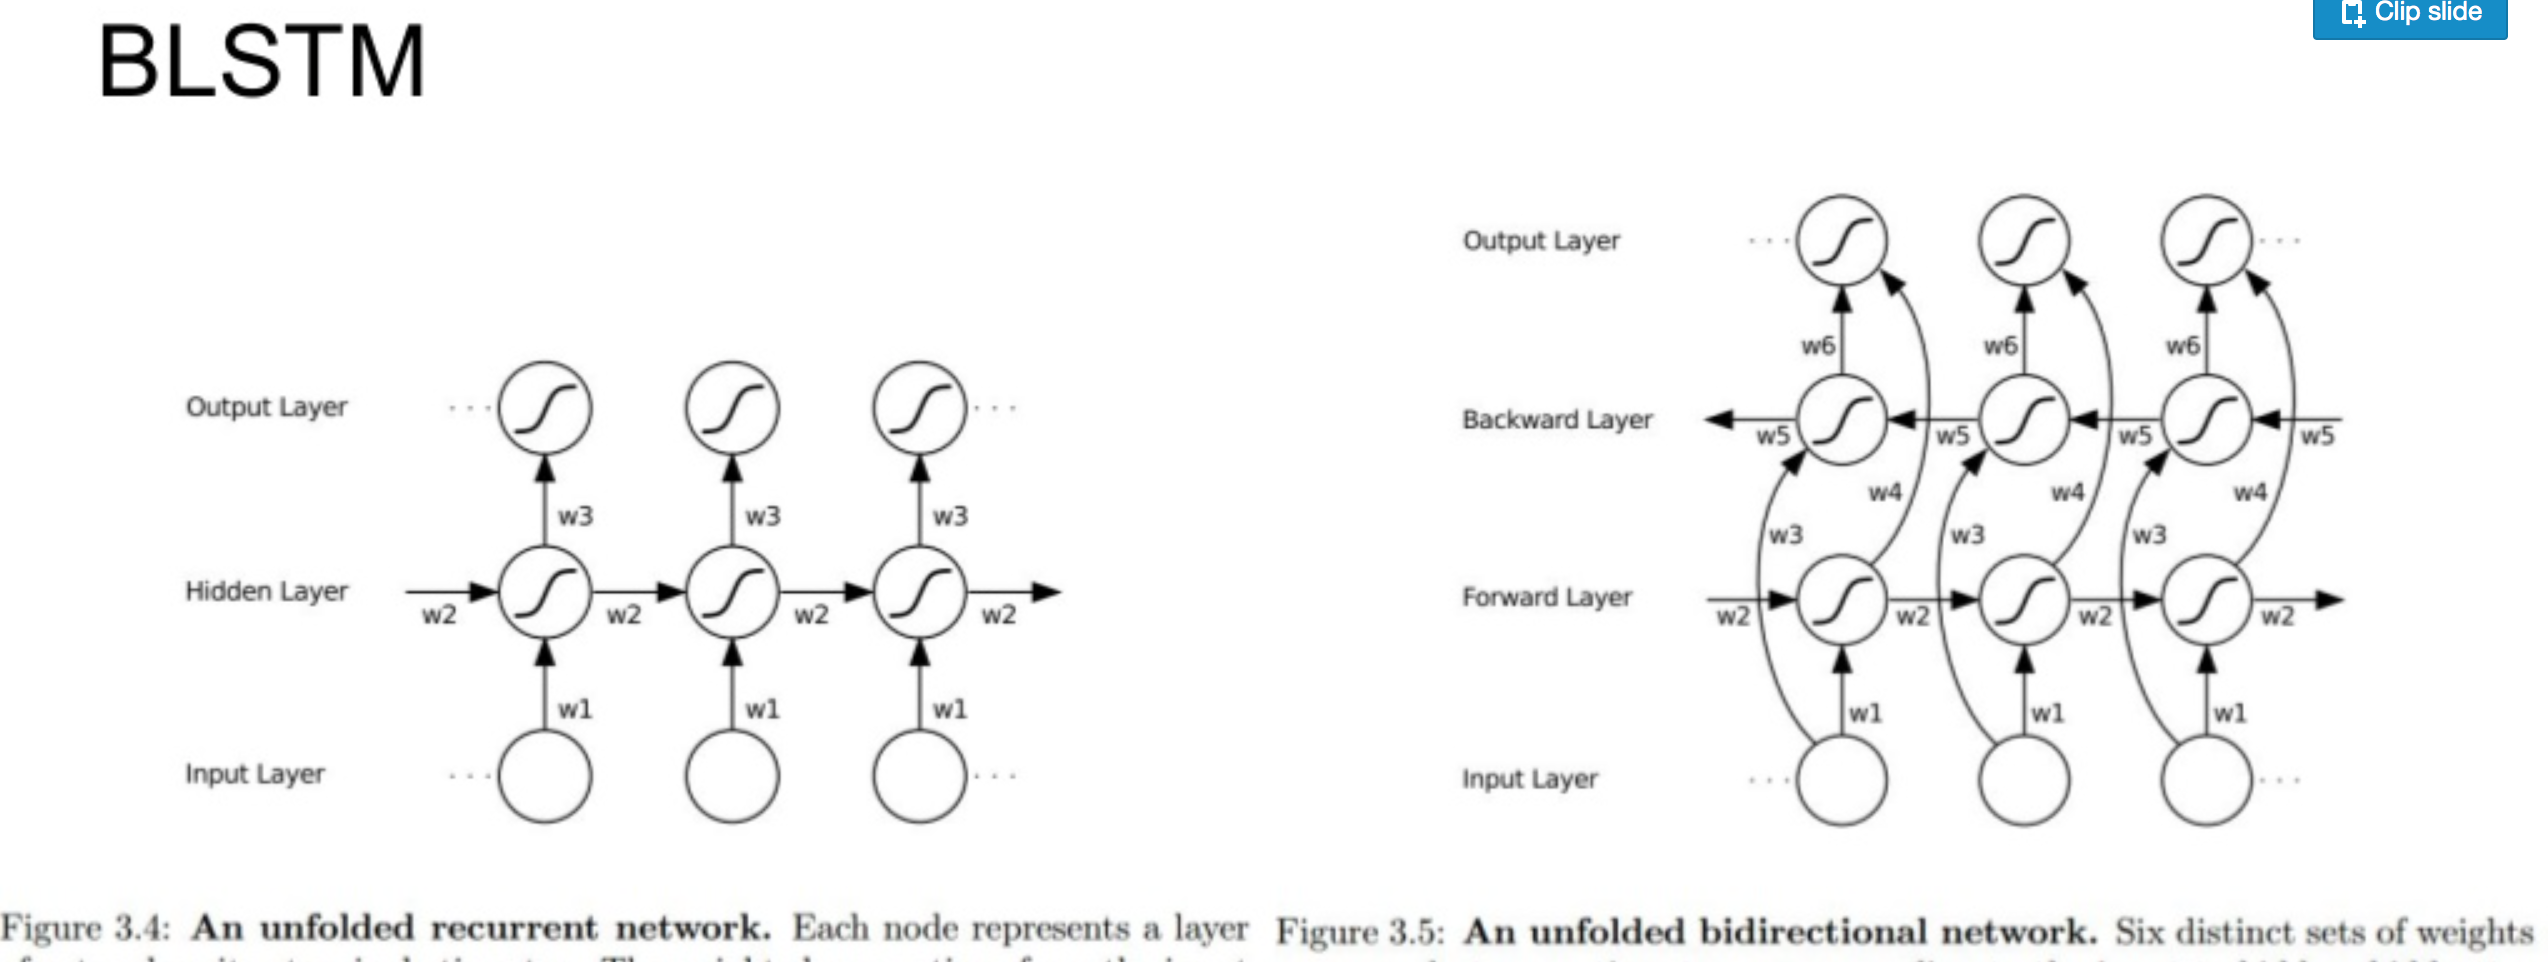 Clip slide
BLSTM
Output Layer
w3 w3 w3
Hidden Layer
w2 w2 w2 w2
w1 w1 w1
Input Layer
Output Layer
w6 w6 w6
Backward Layer
w5 w5 w5 w5
w4 w4 w4
w3 w3 w3
Forward Layer
w2 w2 w2 w2
w1 w1 w1
Input Layer
Figure 3.4: An unfolded recurrent network. Each node represents a layer
Figure 3.5: An unfolded bidirectional network. Six distinct sets of weights